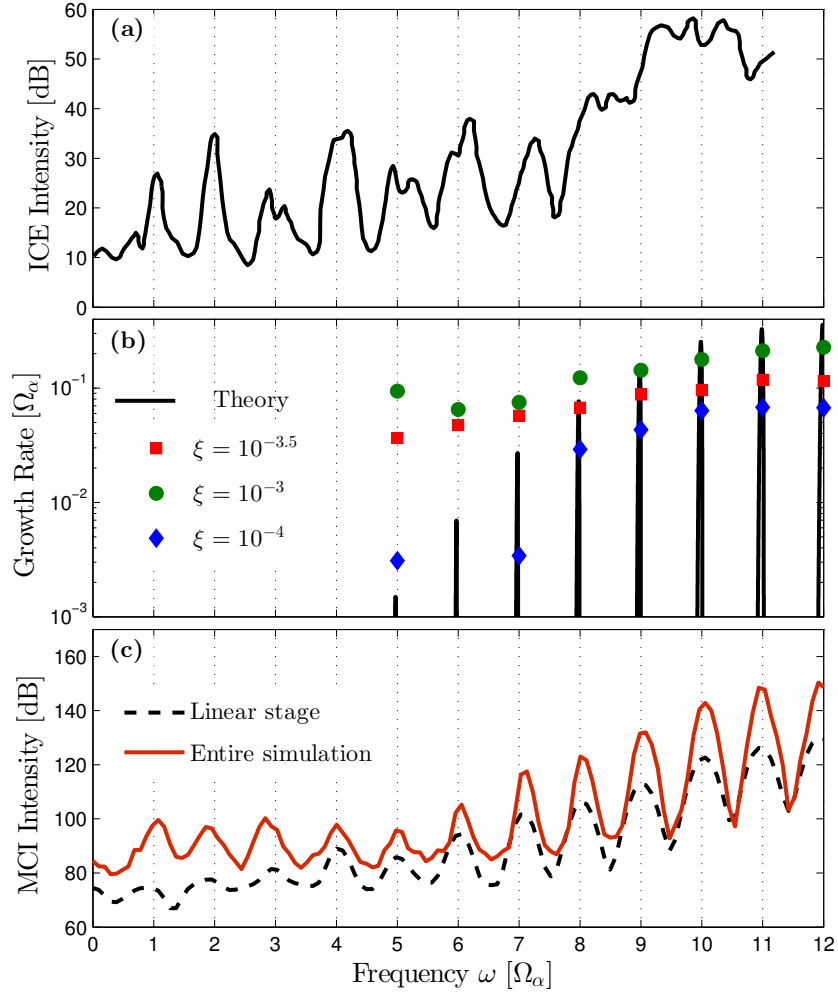 (a)
ICE Intensity [dB]
60
50
40
30
20
10
0
(b)
Growth Rate [Ω_α]
10⁻¹
10⁻²
10⁻³
Theory
ξ = 10⁻³·⁵
ξ = 10⁻³
ξ = 10⁻⁴
(c)
MCI Intensity [dB]
160
140
120
100
80
60
Linear stage
Entire simulation
0 1 2 3 4 5 6 7 8 9 10 11 12
Frequency ω [Ω_α]